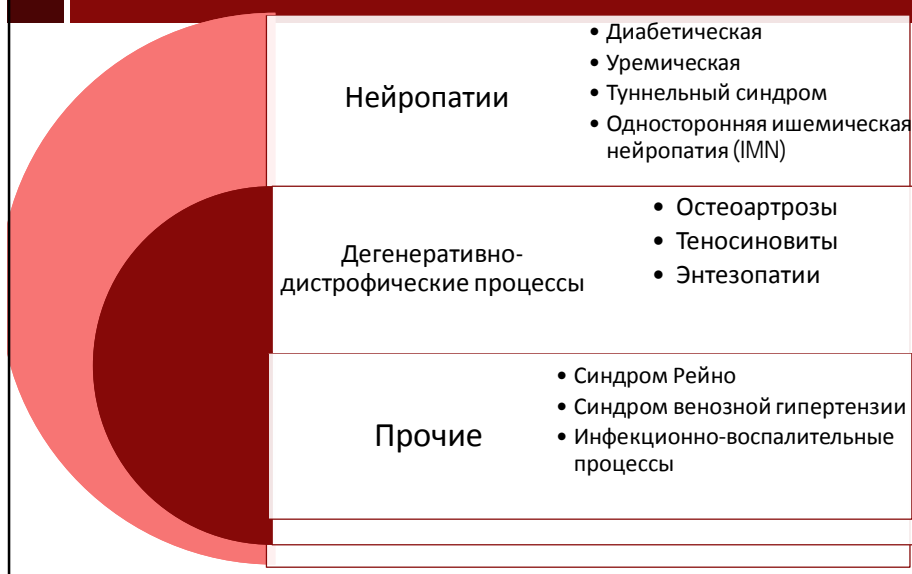 Нейропатии
• Диабетическая
• Уремическая
• Туннельный синдром
• Односторонняя ишемическая
нейропатия (IMN)
Дегенеративно-
дистрофические процессы
• Остеоартрозы
• Теносиновиты
• Энтезопатии
Прочие
• Синдром Рейно
• Синдром венозной гипертензии
• Инфекционно-воспалительные
процессы